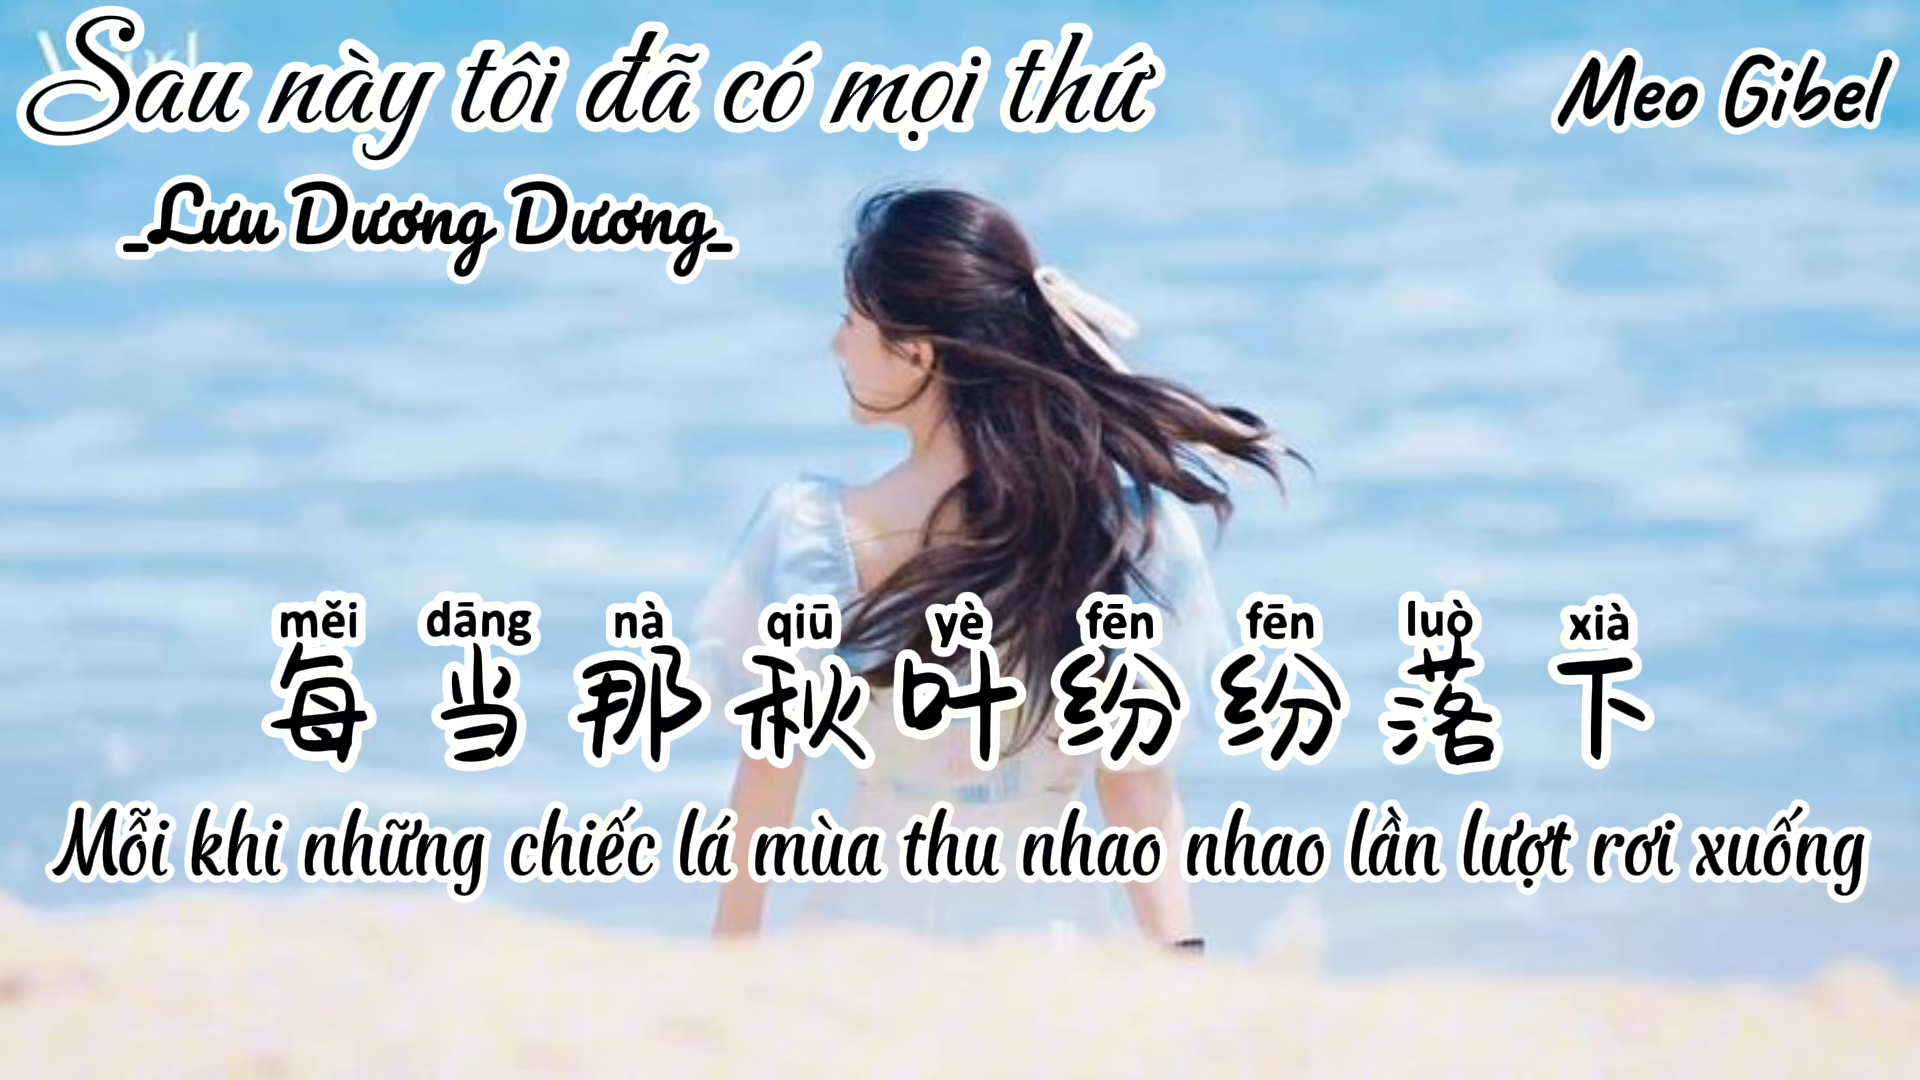 Sau này tôi đã có mọi thứ
Meo Gibel
_Lưu Dương Dương_
měi dāng nà qiū yè fēn fēn luò xià
每当那秋叶纷纷落下
Mỗi khi những chiếc lá mùa thu nhao nhao lần lượt rơi xuống